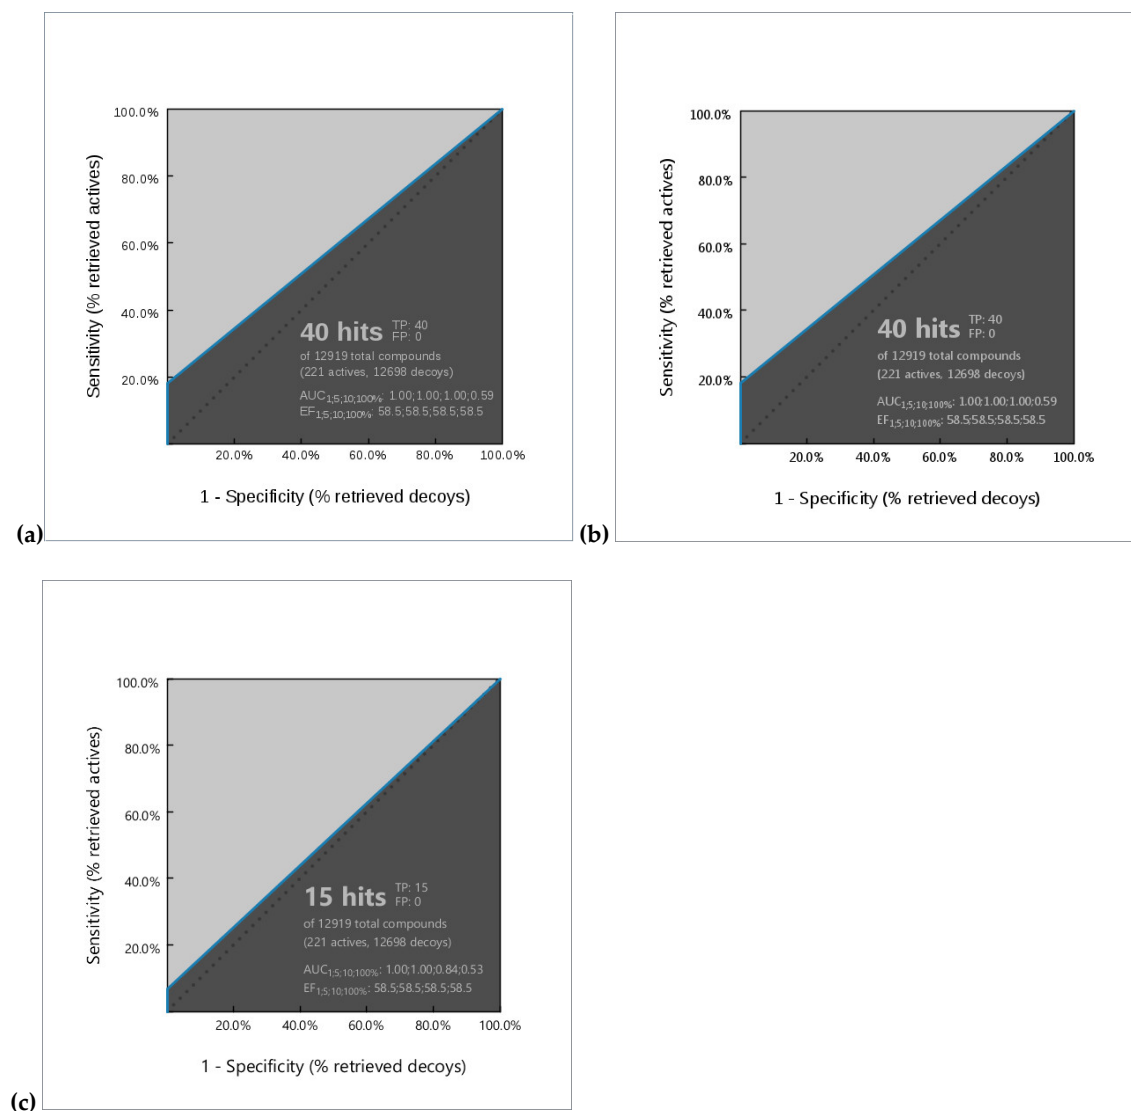 100.0%
80.0%
60.0%
40.0%
20.0%
Sensitivity (% retrieved actives)
40 hits TP: 40
FP: 0
of 12919 total compounds
(221 actives, 12698 decoys)
AUC1;5;10;100%: 1.00;1.00;1.00;0.59
EF1;5;10;100%: 58.5;58.5;58.5;58.5
20.0% 40.0% 60.0% 80.0% 100.0%
1 - Specificity (% retrieved decoys)
(a)
100.0%
80.0%
60.0%
40.0%
20.0%
Sensitivity (% retrieved actives)
40 hits TP: 40
FP: 0
of 12919 total compounds
(221 actives, 12698 decoys)
AUC1;5;10;100%: 1.00;1.00;1.00;0.59
EF1;5;10;100%: 58.5;58.5;58.5;58.5
20.0% 40.0% 60.0% 80.0% 100.0%
1 - Specificity (% retrieved decoys)
(b)
100.0%
80.0%
60.0%
40.0%
20.0%
Sensitivity (% retrieved actives)
15 hits TP: 15
FP: 0
of 12919 total compounds
(221 actives, 12698 decoys)
AUC1;5;10;100%: 1.00;1.00;0.84;0.53
EF1;5;10;100%: 58.5;58.5;58.5;58.5
20.0% 40.0% 60.0% 80.0% 100.0%
1 - Specificity (% retrieved decoys)
(c)